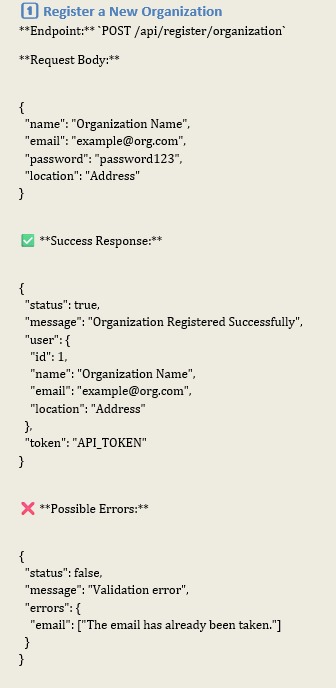 1️⃣ Register a New Organization
**Endpoint:** `POST /api/register/organization`
**Request Body:**
{
  "name": "Organization Name",
  "email": "example@org.com",
  "password": "password123",
  "location": "Address"
}
✅ **Success Response:**
{
  "status": true,
  "message": "Organization Registered Successfully",
  "user": {
    "id": 1,
    "name": "Organization Name",
    "email": "example@org.com",
    "location": "Address"
  },
  "token": "API_TOKEN"
}
❌ **Possible Errors:**
{
  "status": false,
  "message": "Validation error",
  "errors": {
    "email": ["The email has already been taken."]
  }
}